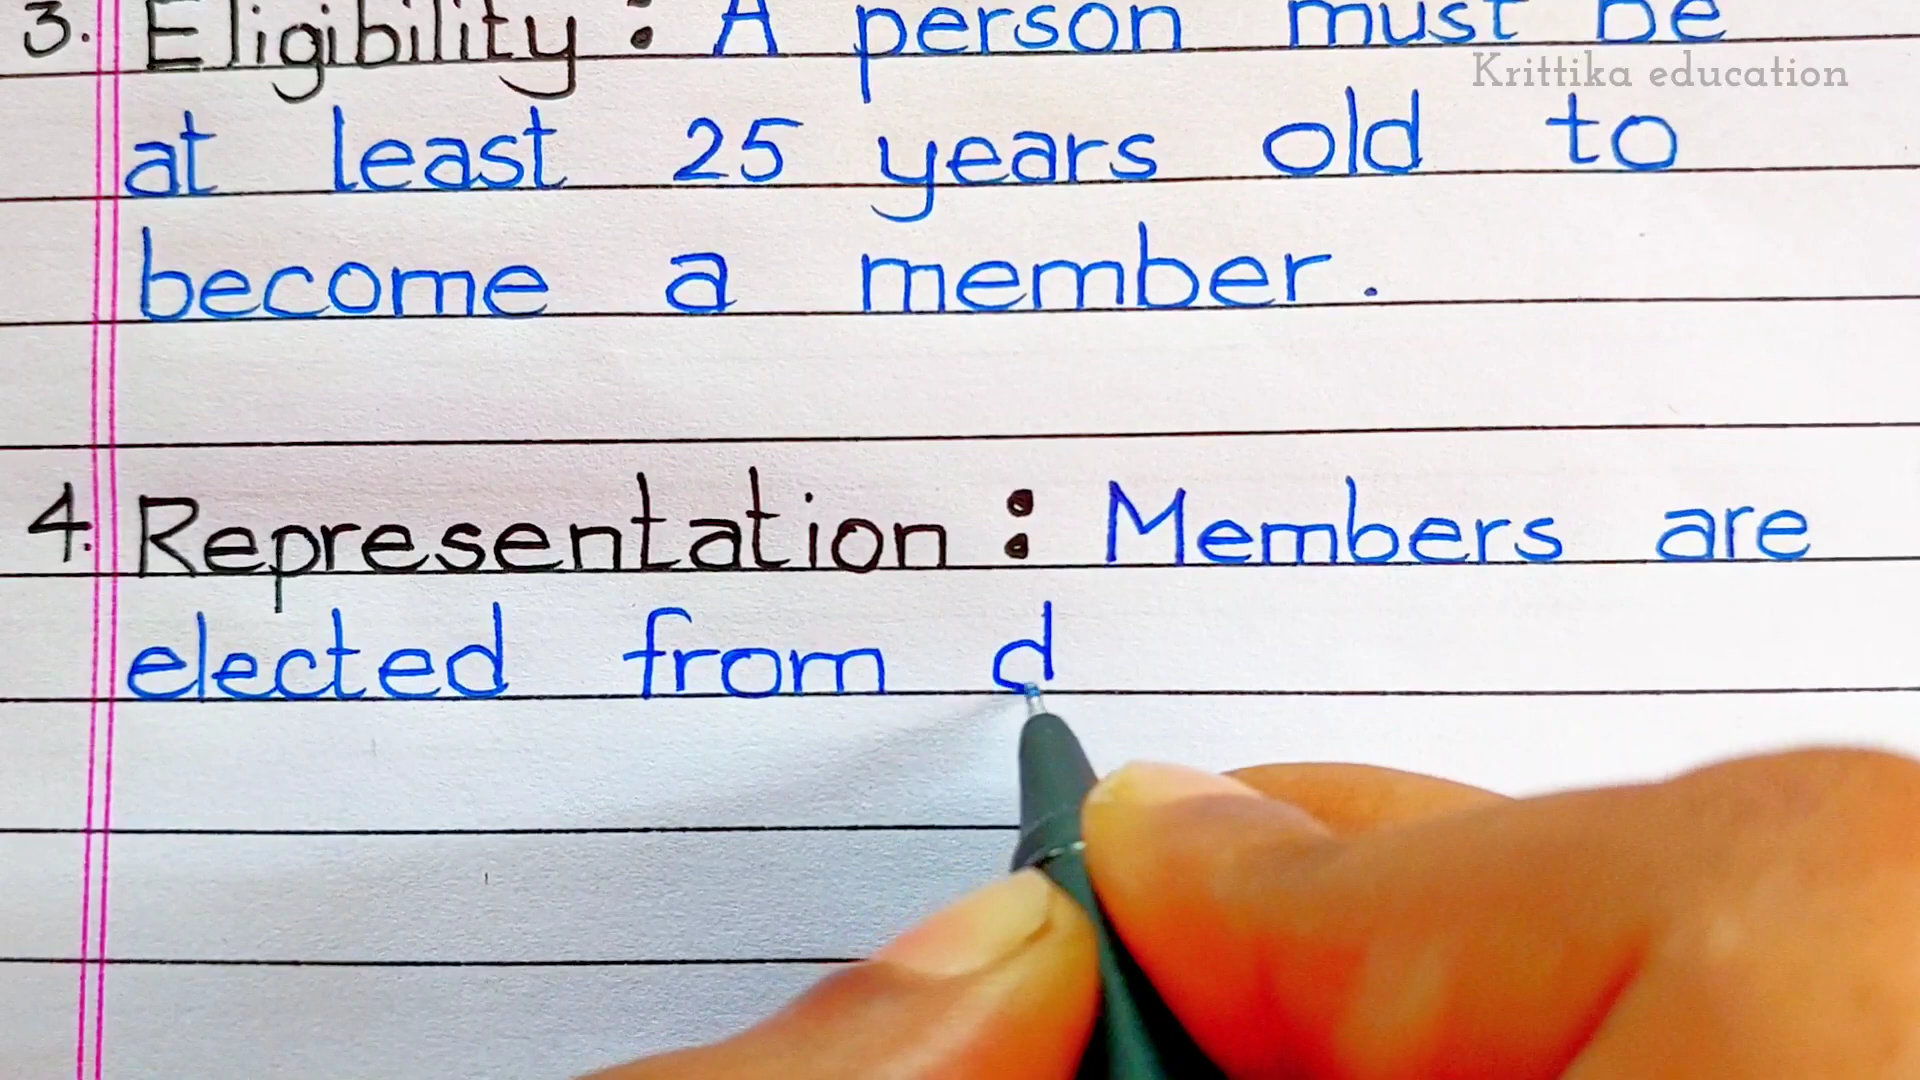 3. Eligibility : A person must be
Krittika education
at least 25 years old to
become a member.
4. Representation : Members are
elected from d